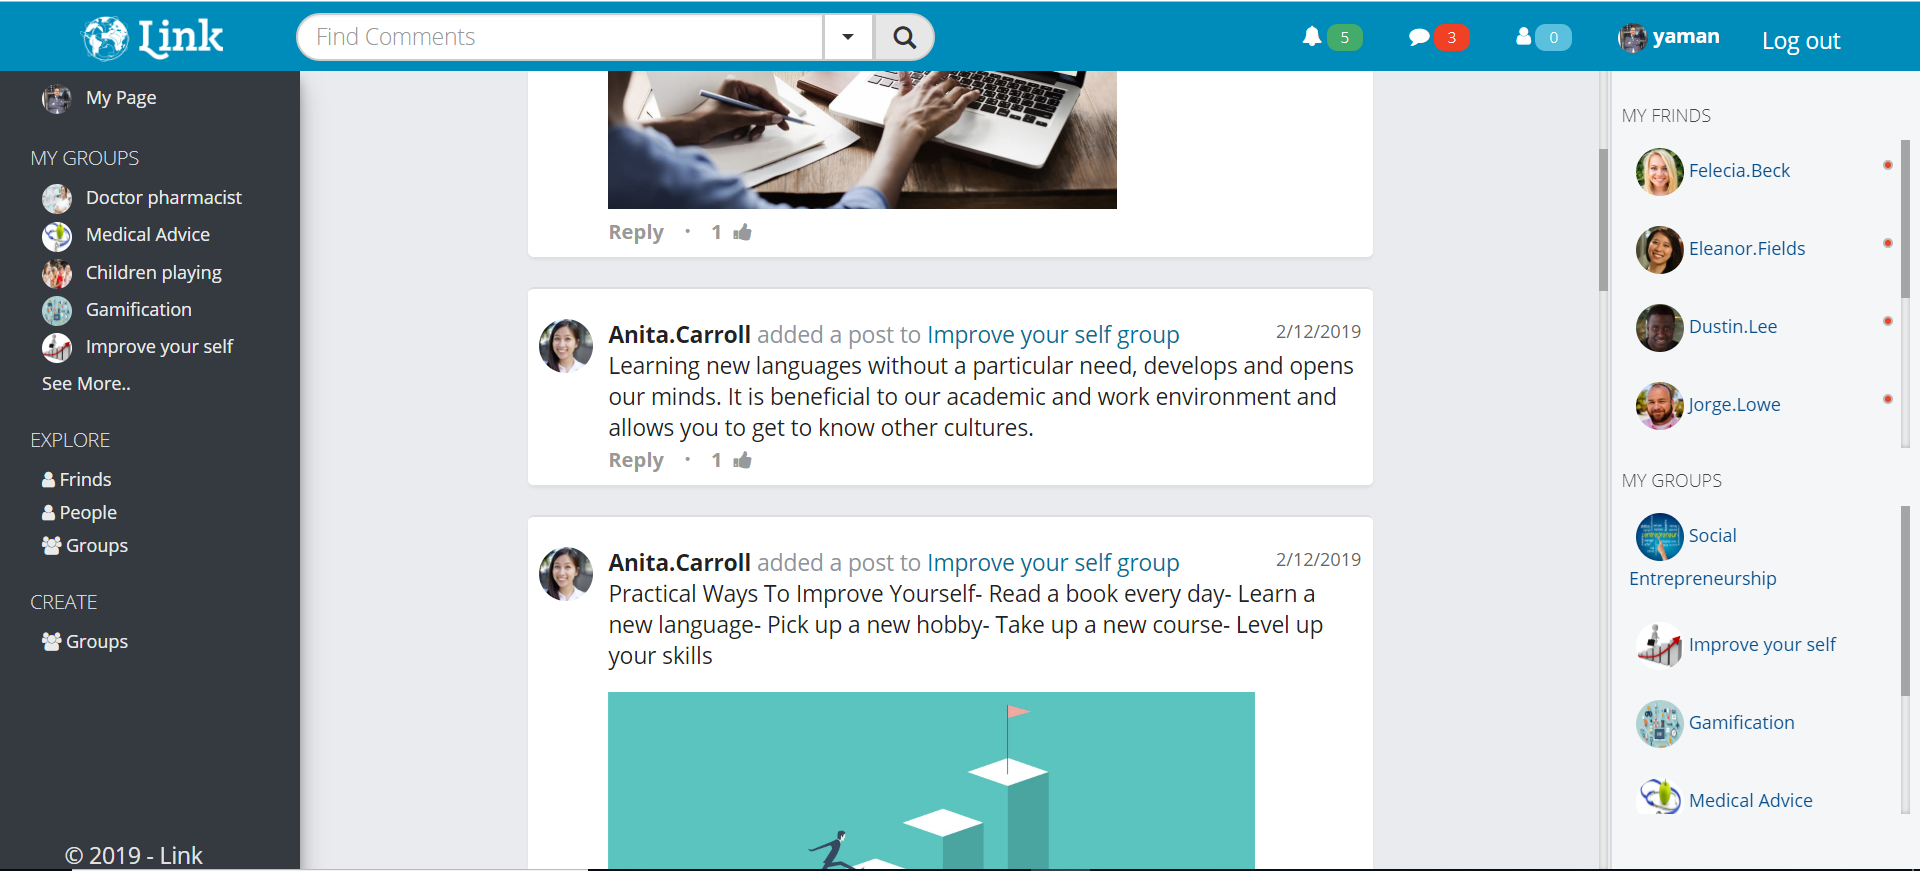 Link
Find Comments
5
3
0
yaman
Log out
My Page
MY GROUPS
Doctor pharmacist
Medical Advice
Children playing
Gamification
Improve your self
See More..
EXPLORE
Frinds
People
Groups
CREATE
Groups
© 2019 - Link
Reply · 1
Anita.Carroll added a post to Improve your self group 2/12/2019
Learning new languages without a particular need, develops and opens
our minds. It is beneficial to our academic and work environment and
allows you to get to know other cultures.
Reply · 1
Anita.Carroll added a post to Improve your self group 2/12/2019
Practical Ways To Improve Yourself- Read a book every day- Learn a
new language- Pick up a new hobby- Take up a new course- Level up
your skills
MY FRINDS
Felecia.Beck
Eleanor.Fields
Dustin.Lee
Jorge.Lowe
MY GROUPS
Social
Entrepreneurship
Improve your self
Gamification
Medical Advice